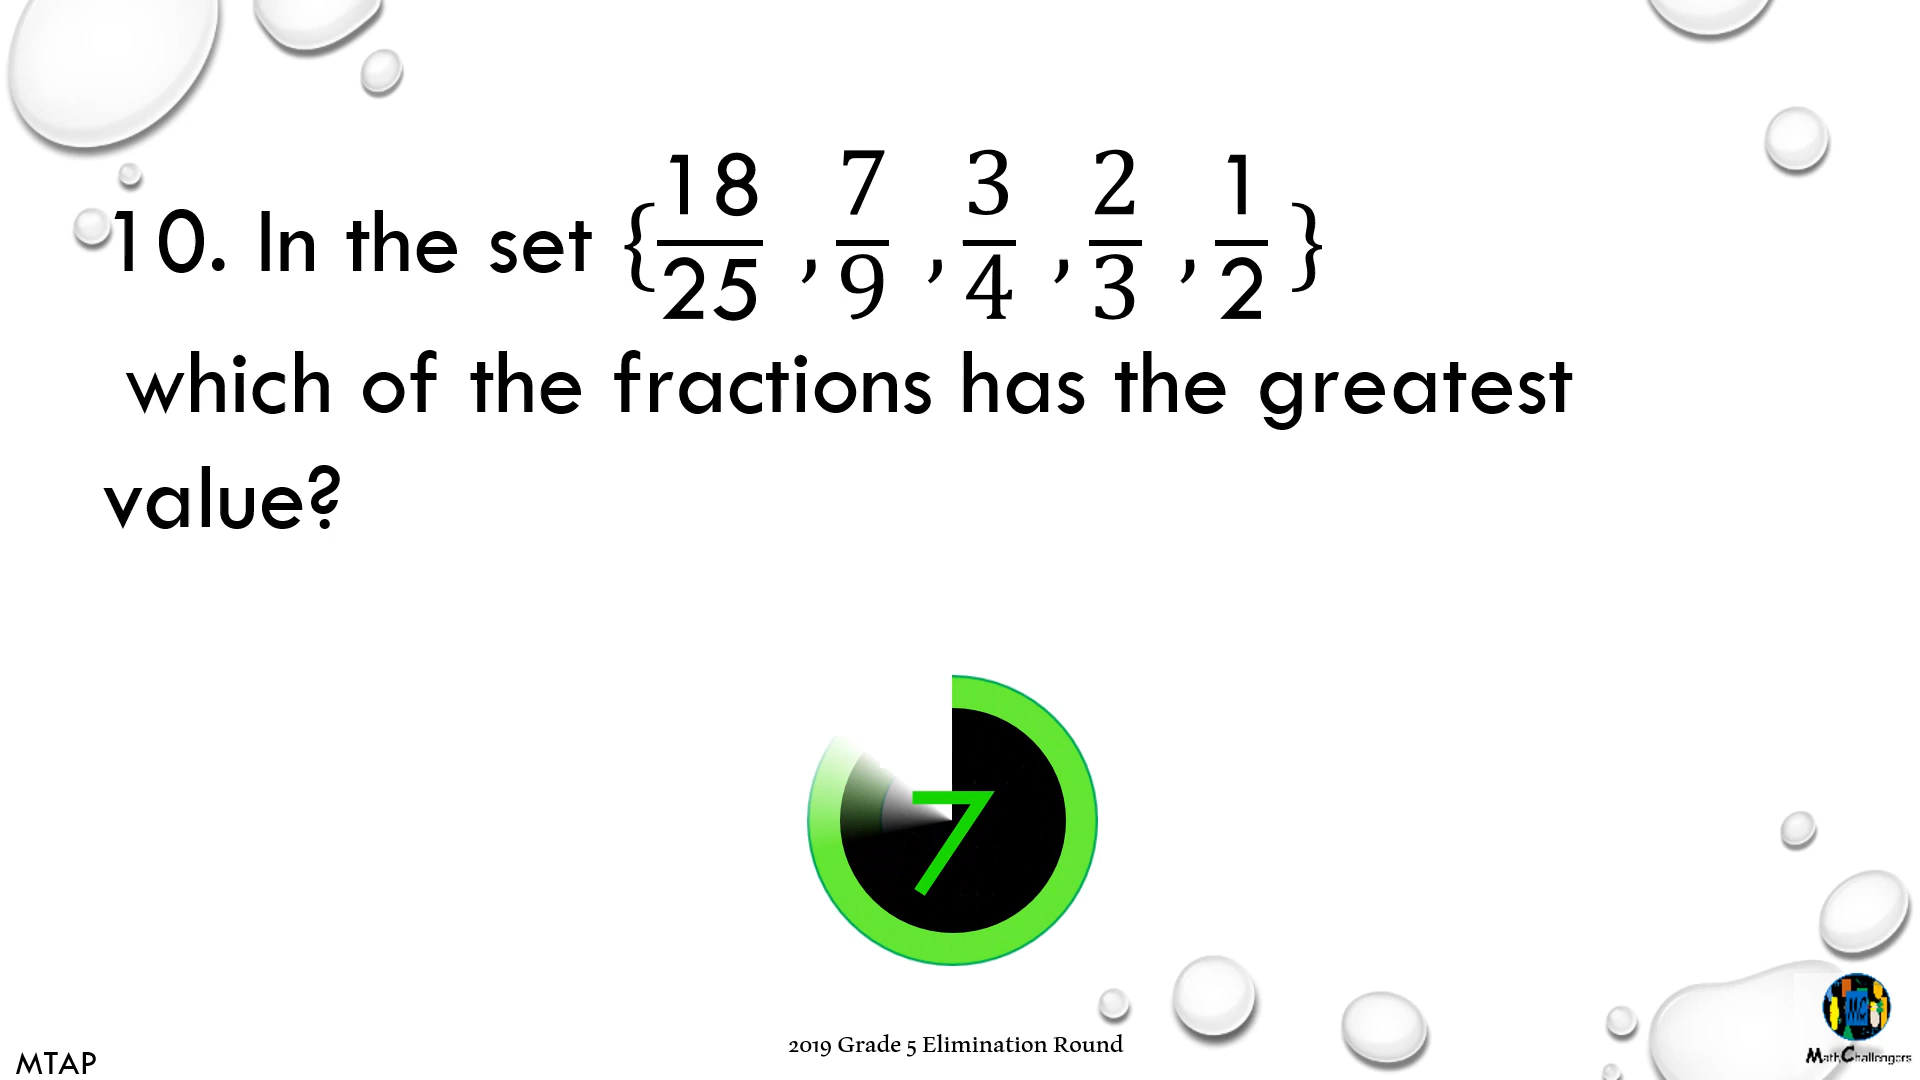 10. In the set {18/25 , 7/9 , 3/4 , 2/3 , 1/2 }
which of the fractions has the greatest
value?
7
2019 Grade 5 Elimination Round
MTAP
MathChallengers